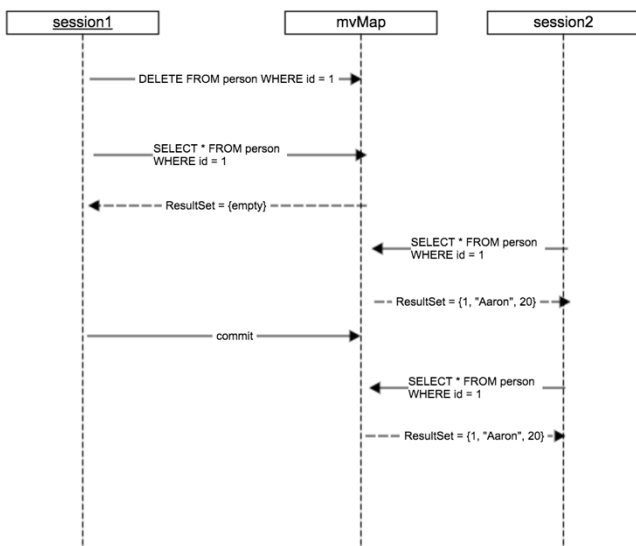 session1
mvMap
session2
DELETE FROM person WHERE id = 1
SELECT * FROM person
WHERE id = 1
ResultSet = {empty}
SELECT * FROM person
WHERE id = 1
ResultSet = {1, "Aaron", 20}
commit
SELECT * FROM person
WHERE id = 1
ResultSet = {1, "Aaron", 20}